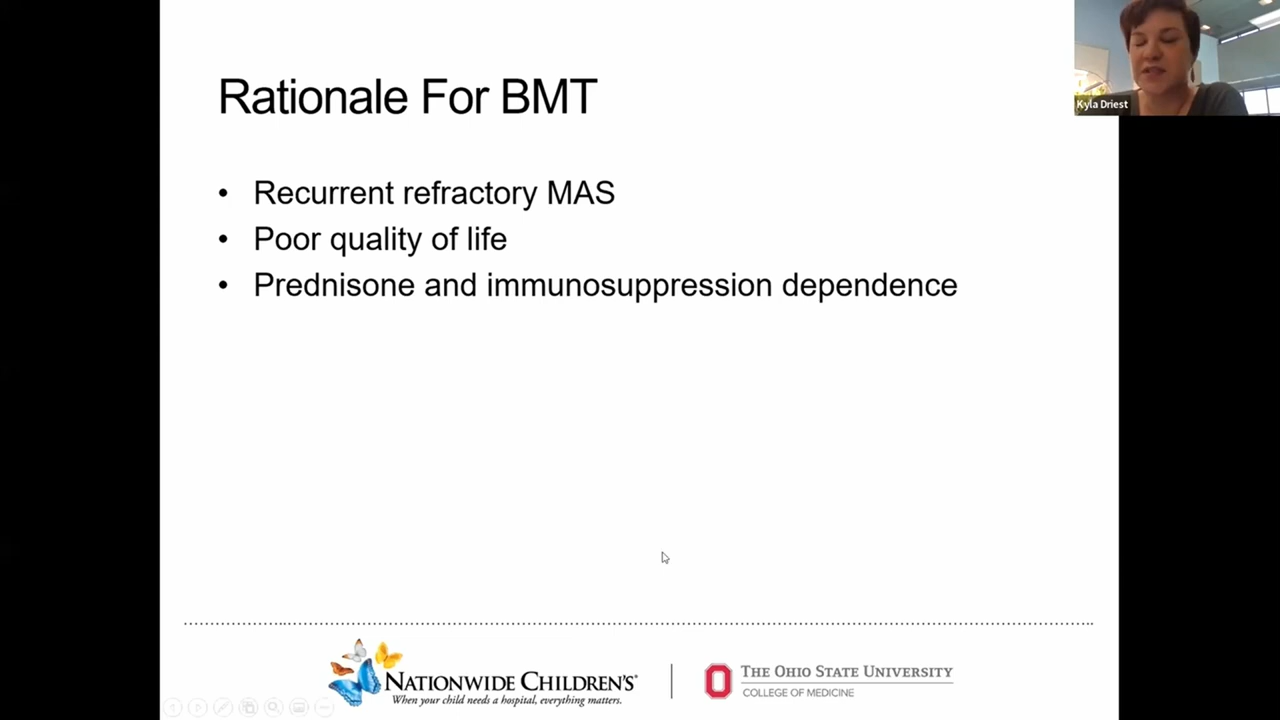 Rationale For BMT
Kyla Driest
• Recurrent refractory MAS
• Poor quality of life
• Prednisone and immunosuppression dependence
NATIONWIDE CHILDREN'S®
When your child needs a hospital, everything matters.
THE OHIO STATE UNIVERSITY
COLLEGE OF MEDICINE